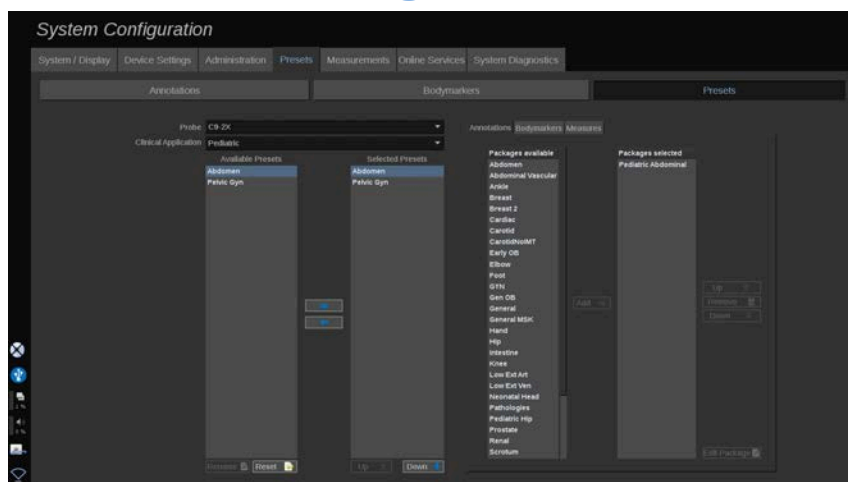 System Configuration
System / Display Device Settings Administration Presets Measurements Online Services System Diagnostics
Annotations Bodymarkers Presets
Probe C9-2X
Clinical Application Pediatric
Available Presets Selected Presets
Abdomen Abdomen
Pelvic Gyn Pelvic Gyn
Reset
Up Down
Annotations Bodymarkers Measures
Packages available Packages selected
Abdomen Pediatric Abdominal
Abdominal Vascular
Ankle
Breast
Breast 2
Cardiac
Carotid
CarotidNoIMT
Early OB
Elbow
Foot
GYN
Gen OB
General
General MSK
Hand
Hip
Intestine
Knee
Low Ext Art
Low Ext Ven
Neonatal Head
Pathologies
Pediatric Hip
Prostate
Renal
Scrotum
Add
Up
Remove
Down
Edit Package